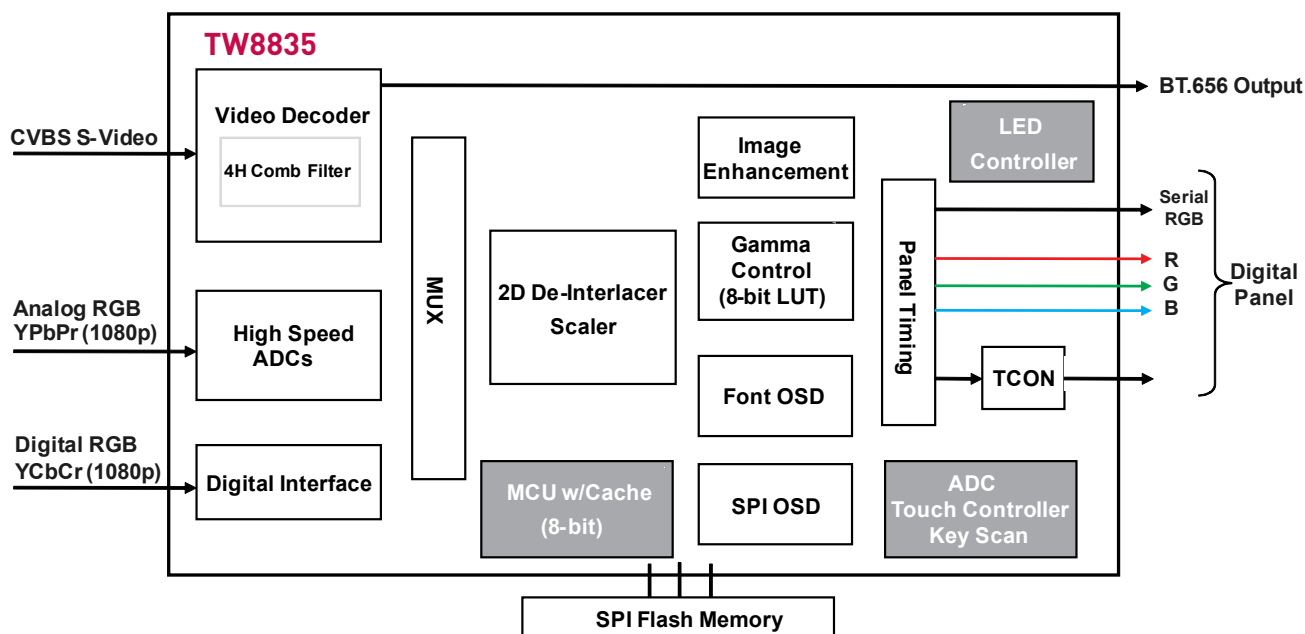 TW8835
Video Decoder
4H Comb Filter
CVBS S-Video
BT.656 Output
LED
Controller
Image
Enhancement
MUX
2D De-Interlacer
Scaler
Gamma
Control
(8-bit LUT)
Panel Timing
Serial
RGB
R
G
B
Digital
Panel
Analog RGB
YPbPr (1080p)
High Speed
ADCs
Font OSD
TCON
Digital RGB
YCbCr (1080p)
Digital Interface
MCU w/Cache
(8-bit)
SPI OSD
ADC
Touch Controller
Key Scan
SPI Flash Memory